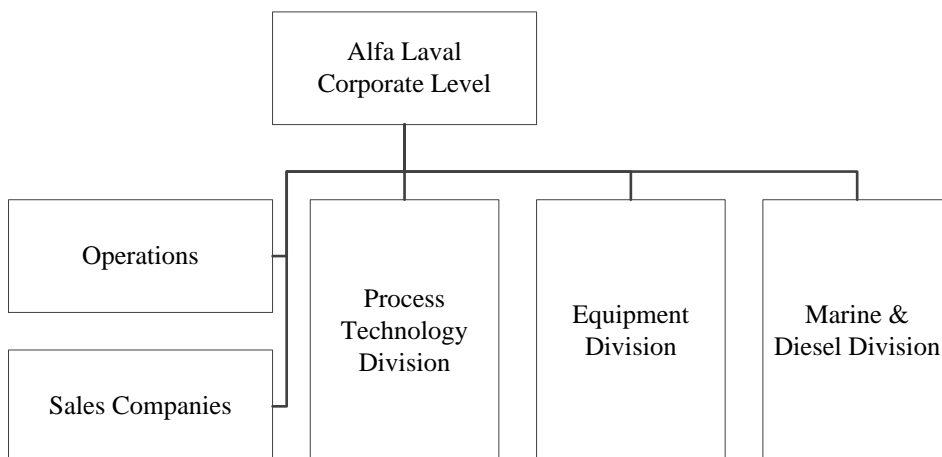 Alfa Laval
Corporate Level
Operations
Sales Companies
Process
Technology
Division
Equipment
Division
Marine &
Diesel Division